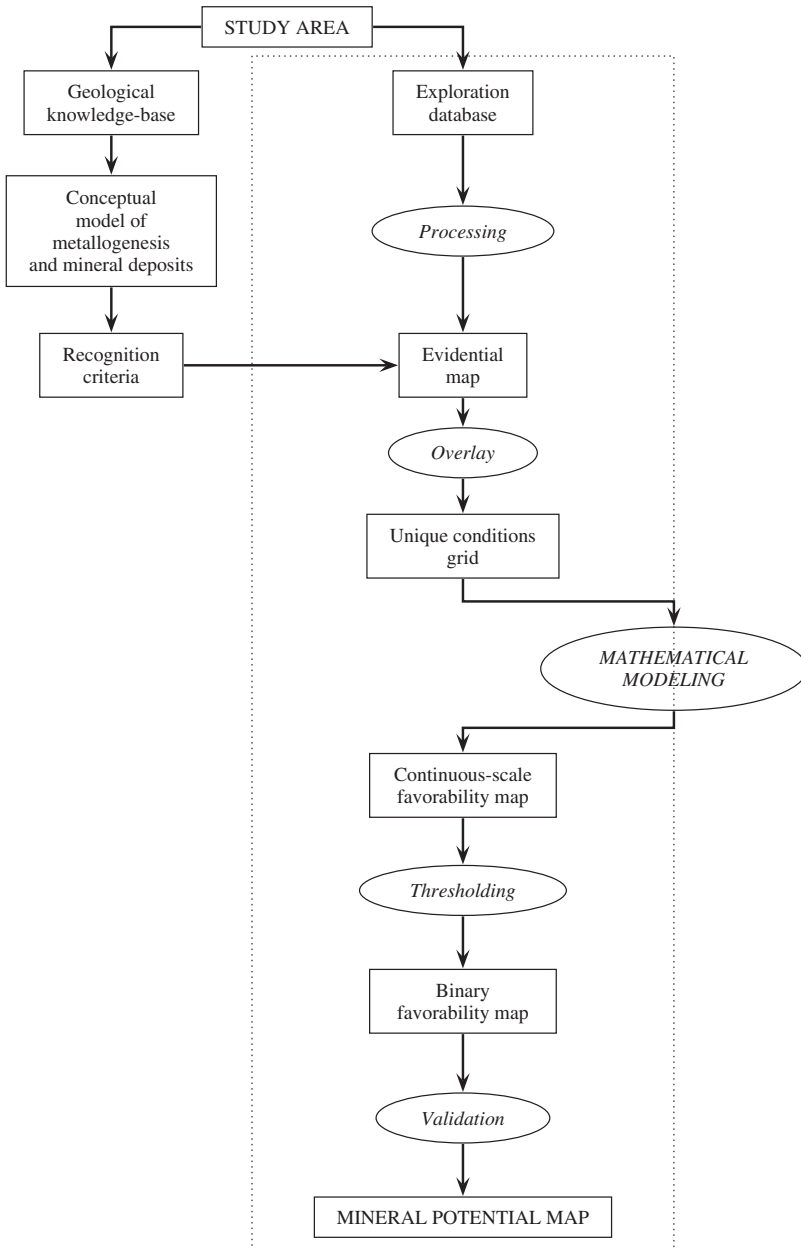 STUDY AREA
Geological
knowledge-base
Exploration
database
Conceptual
model of
metallogenesis
and mineral deposits
Processing
Recognition
criteria
Evidential
map
Overlay
Unique conditions
grid
MATHEMATICAL
MODELING
Continuous-scale
favorability map
Thresholding
Binary
favorability map
Validation
MINERAL POTENTIAL MAP